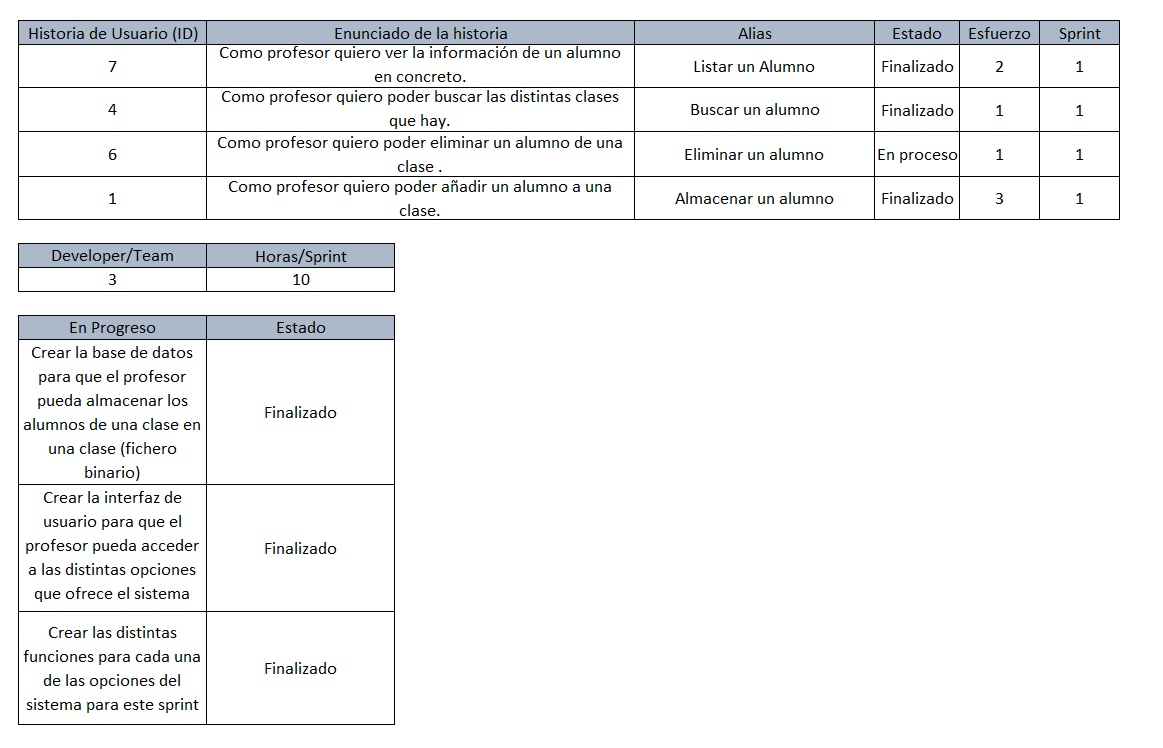 Historia de Usuario (ID) Enunciado de la historia Alias Estado Esfuerzo Sprint
7 Como profesor quiero ver la información de un alumno
en concreto. Listar un Alumno Finalizado 2 1
4 Como profesor quiero poder buscar las distintas clases
que hay. Buscar un alumno Finalizado 1 1
6 Como profesor quiero poder eliminar un alumno de una
clase . Eliminar un alumno En proceso 1 1
1 Como profesor quiero poder añadir un alumno a una
clase. Almacenar un alumno Finalizado 3 1
Developer/Team Horas/Sprint
3 10
En Progreso Estado
Crear la base de datos
para que el profesor
pueda almacenar los
alumnos de una clase en
una clase (fichero
binario) Finalizado
Crear la interfaz de
usuario para que el
profesor pueda acceder
a las distintas opciones
que ofrece el sistema Finalizado
Crear las distintas
funciones para cada una
de las opciones del
sistema para este sprint Finalizado